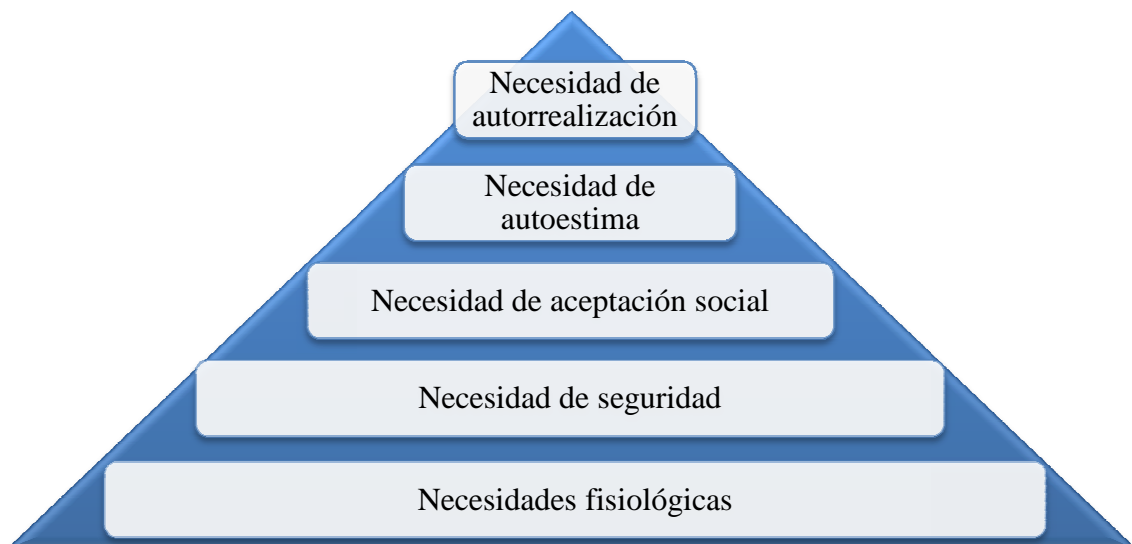 Necesidad de
autorrealización
Necesidad de
autoestima
Necesidad de aceptación social
Necesidad de seguridad
Necesidades fisiológicas